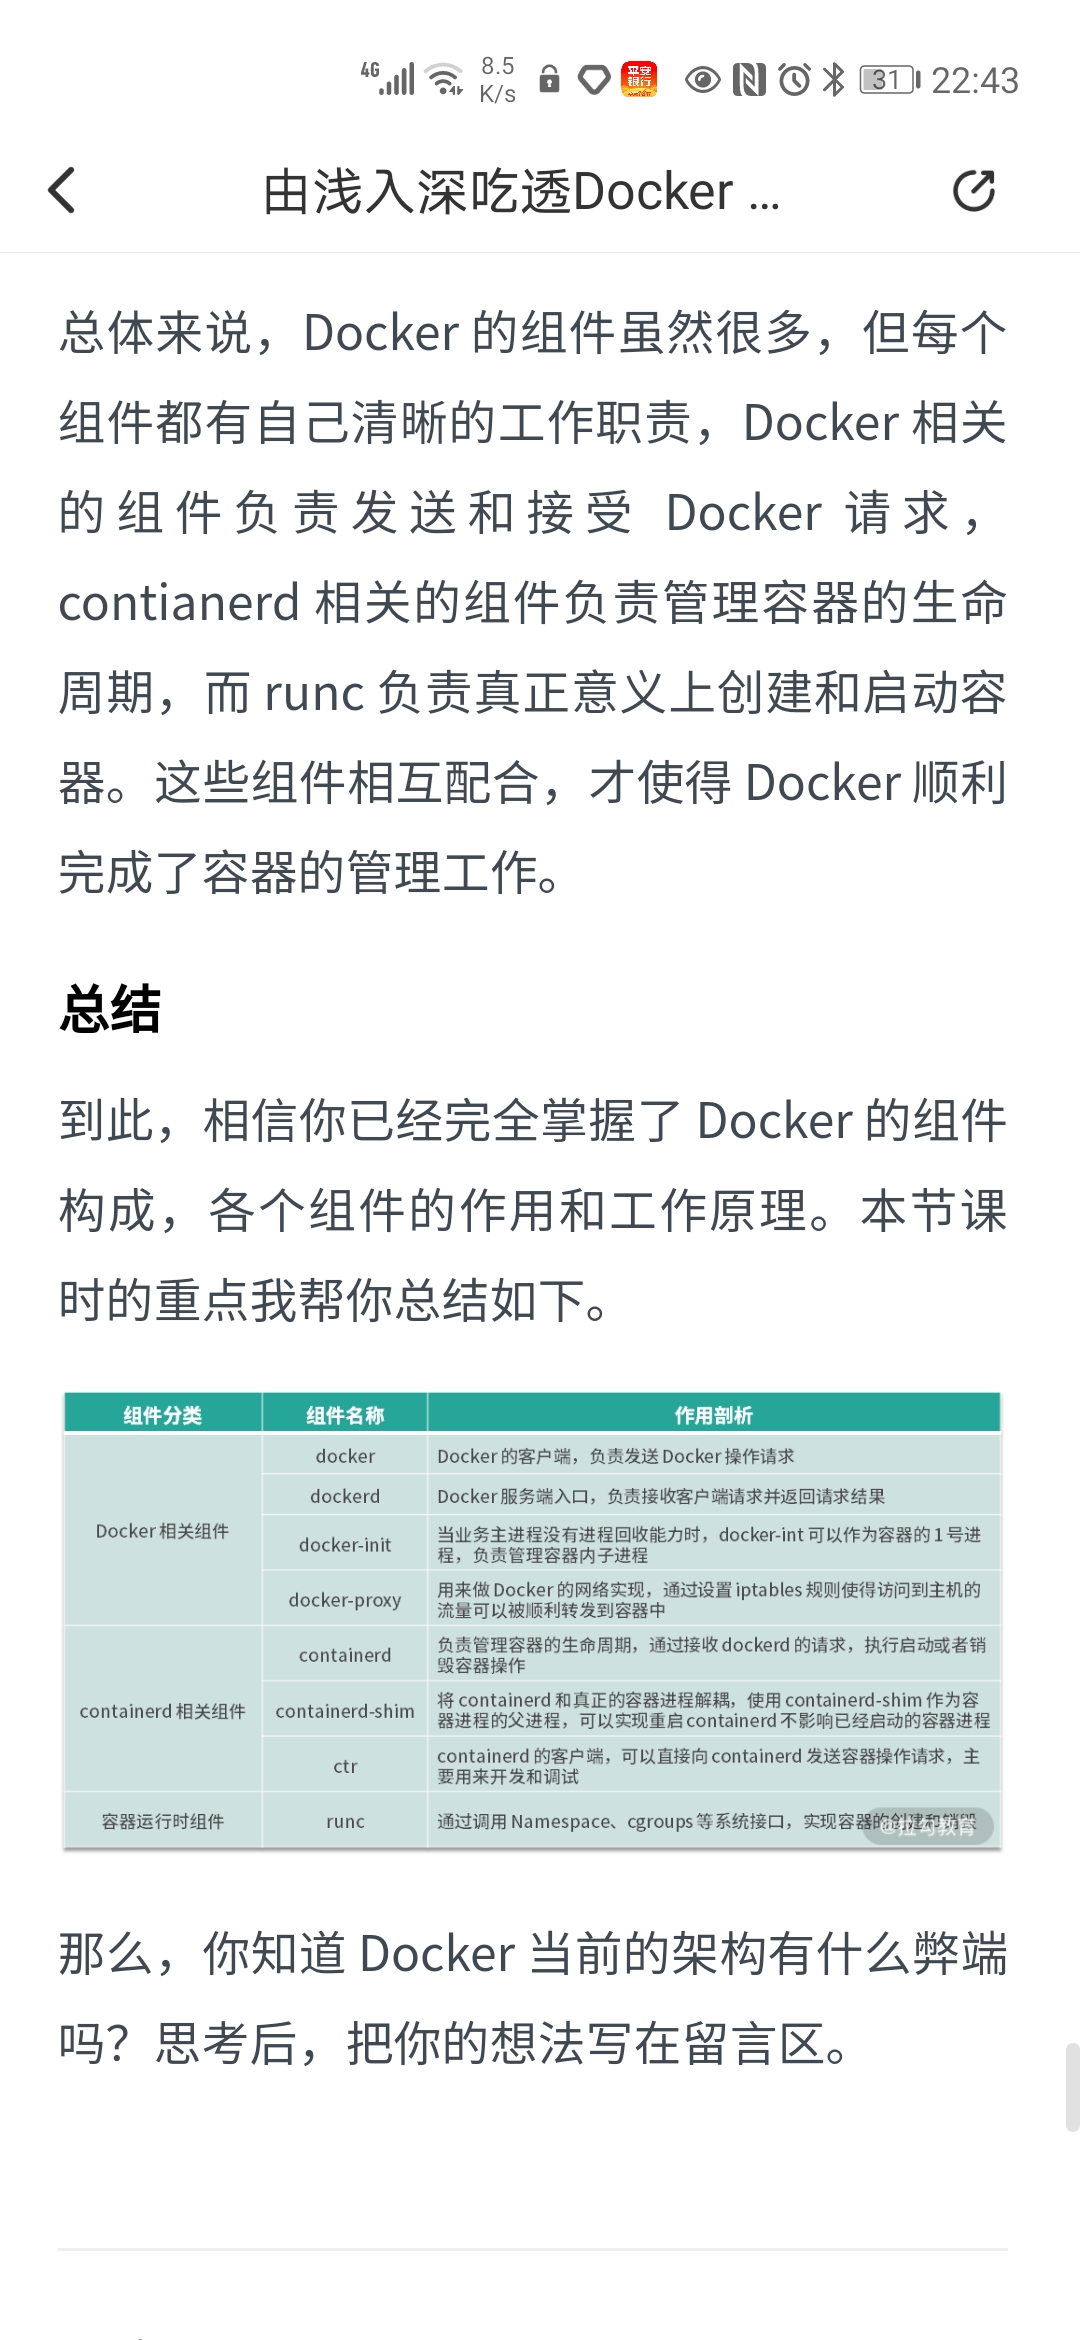 4G 8.5 K/s 31 22:43
平安银行
由浅入深吃透Docker ...
总体来说，Docker 的组件虽然很多，但每个
组件都有自己清晰的工作职责，Docker 相关
的组件负责发送和接受 Docker 请求，
contianerd 相关的组件负责管理容器的生命
周期，而 runc 负责真正意义上创建和启动容
器。这些组件相互配合，才使得 Docker 顺利
完成了容器的管理工作。
总结
到此，相信你已经完全掌握了 Docker 的组件
构成，各个组件的作用和工作原理。本节课
时的重点我帮你总结如下。
组件分类 组件名称 作用剖析
Docker 相关组件
docker Docker 的客户端，负责发送 Docker 操作请求
dockerd Docker 服务端入口，负责接收客户端请求并返回请求结果
docker-init 当业务主进程没有进程回收能力时，docker-int 可以作为容器的 1 号进
程，负责管理容器内子进程
docker-proxy 用来做 Docker 的网络实现，通过设置 iptables 规则使得访问到主机的
流量可以被顺利转发到容器中
containerd 相关组件
containerd 负责管理容器的生命周期，通过接收 dockerd 的请求，执行启动或者销
毁容器操作
containerd-shim 将 containerd 和真正的容器进程解耦，使用 containerd-shim 作为容
器进程的父进程，可以实现重启 containerd 不影响已经启动的容器进程
ctr containerd 的客户端，可以直接向 containerd 发送容器操作请求，主
要用来开发和调试
容器运行时组件 runc 通过调用 Namespace、cgroups 等系统接口，实现容器的创建和销毁
@拉勾教育
那么，你知道 Docker 当前的架构有什么弊端
吗？思考后，把你的想法写在留言区。